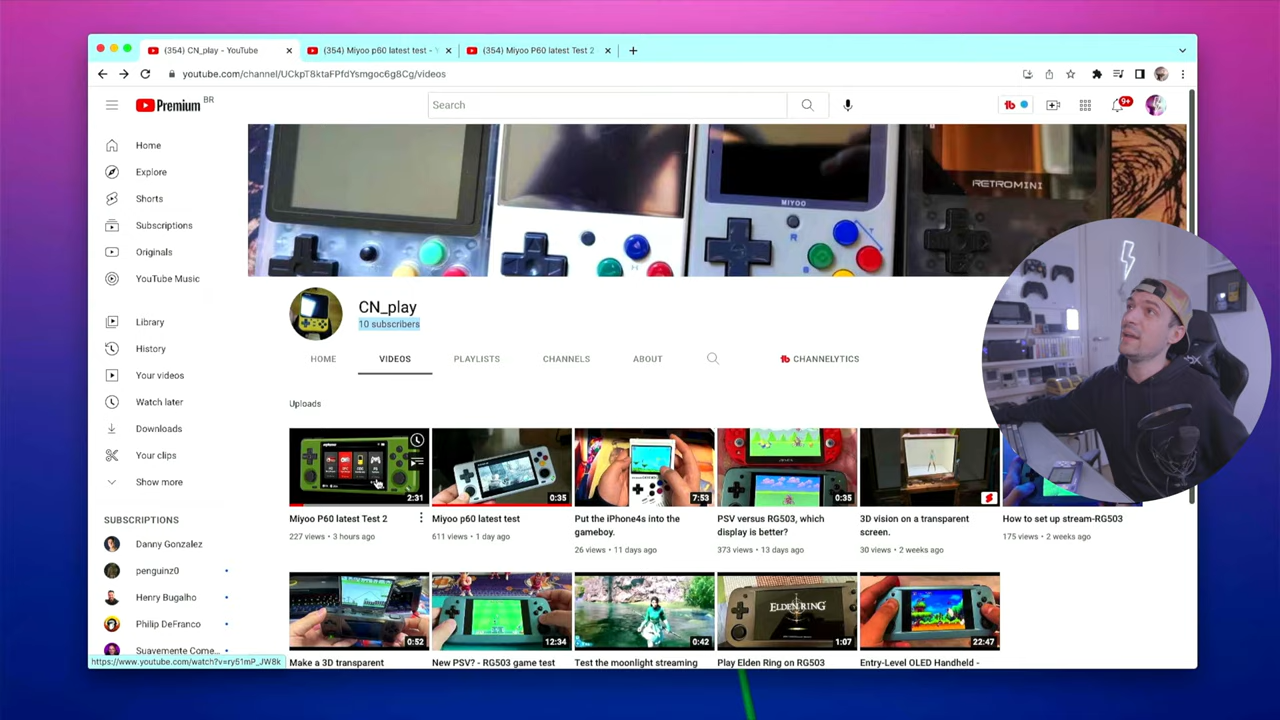 (354) CN_play - YouTube
(354) Miyoo p60 latest test - Y
(354) Miyoo P60 latest Test 2
youtube.com/channel/UCkpT8ktaFPfdYsmgoc6g8Cg/videos
Premium BR
Search
tb
9+
Home
Explore
Shorts
Subscriptions
Originals
YouTube Music
Library
History
Your videos
Watch later
Downloads
Your clips
Show more
SUBSCRIPTIONS
Danny Gonzalez
penguinz0
Henry Bugalho
Philip DeFranco
Suavemente Come...
MIYOO
R
RETROMINI
CN_play
10 subscribers
HOME
VIDEOS
PLAYLISTS
CHANNELS
ABOUT
tb CHANNELYTICS
Uploads
2:31
0:35
7:53
0:35
Miyoo P60 latest Test 2
227 views • 3 hours ago
Miyoo p60 latest test
611 views • 1 day ago
Put the iPhone4s into the
gameboy.
26 views • 11 days ago
PSV versus RG503, which
display is better?
373 views • 13 days ago
3D vision on a transparent
screen.
30 views • 2 weeks ago
How to set up stream-RG503
175 views • 2 weeks ago
0:52
12:34
0:42
ELDEN RING
1:07
22:47
Make a 3D transparent
New PSV? - RG503 game test
Test the moonlight streaming
Play Elden Ring on RG503
Entry-Level OLED Handheld -
https://www.youtube.com/watch?v=ry51mP_JW8k